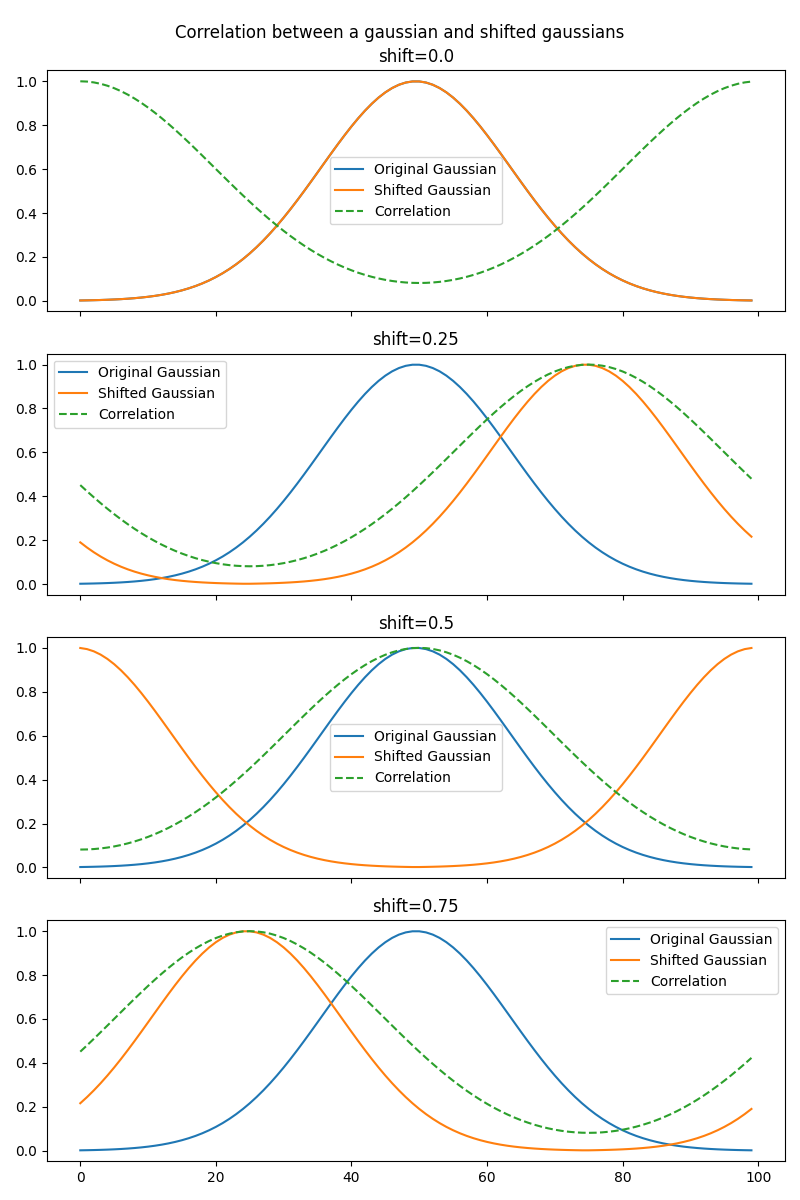 Correlation between a gaussian and shifted gaussians
shift=0.0
1.0
0.8
0.6
0.4
0.2
0.0
Original Gaussian
Shifted Gaussian
Correlation
shift=0.25
1.0
0.8
0.6
0.4
0.2
0.0
Original Gaussian
Shifted Gaussian
Correlation
shift=0.5
1.0
0.8
0.6
0.4
0.2
0.0
Original Gaussian
Shifted Gaussian
Correlation
shift=0.75
1.0
0.8
0.6
0.4
0.2
0.0
Original Gaussian
Shifted Gaussian
Correlation
0 20 40 60 80 100